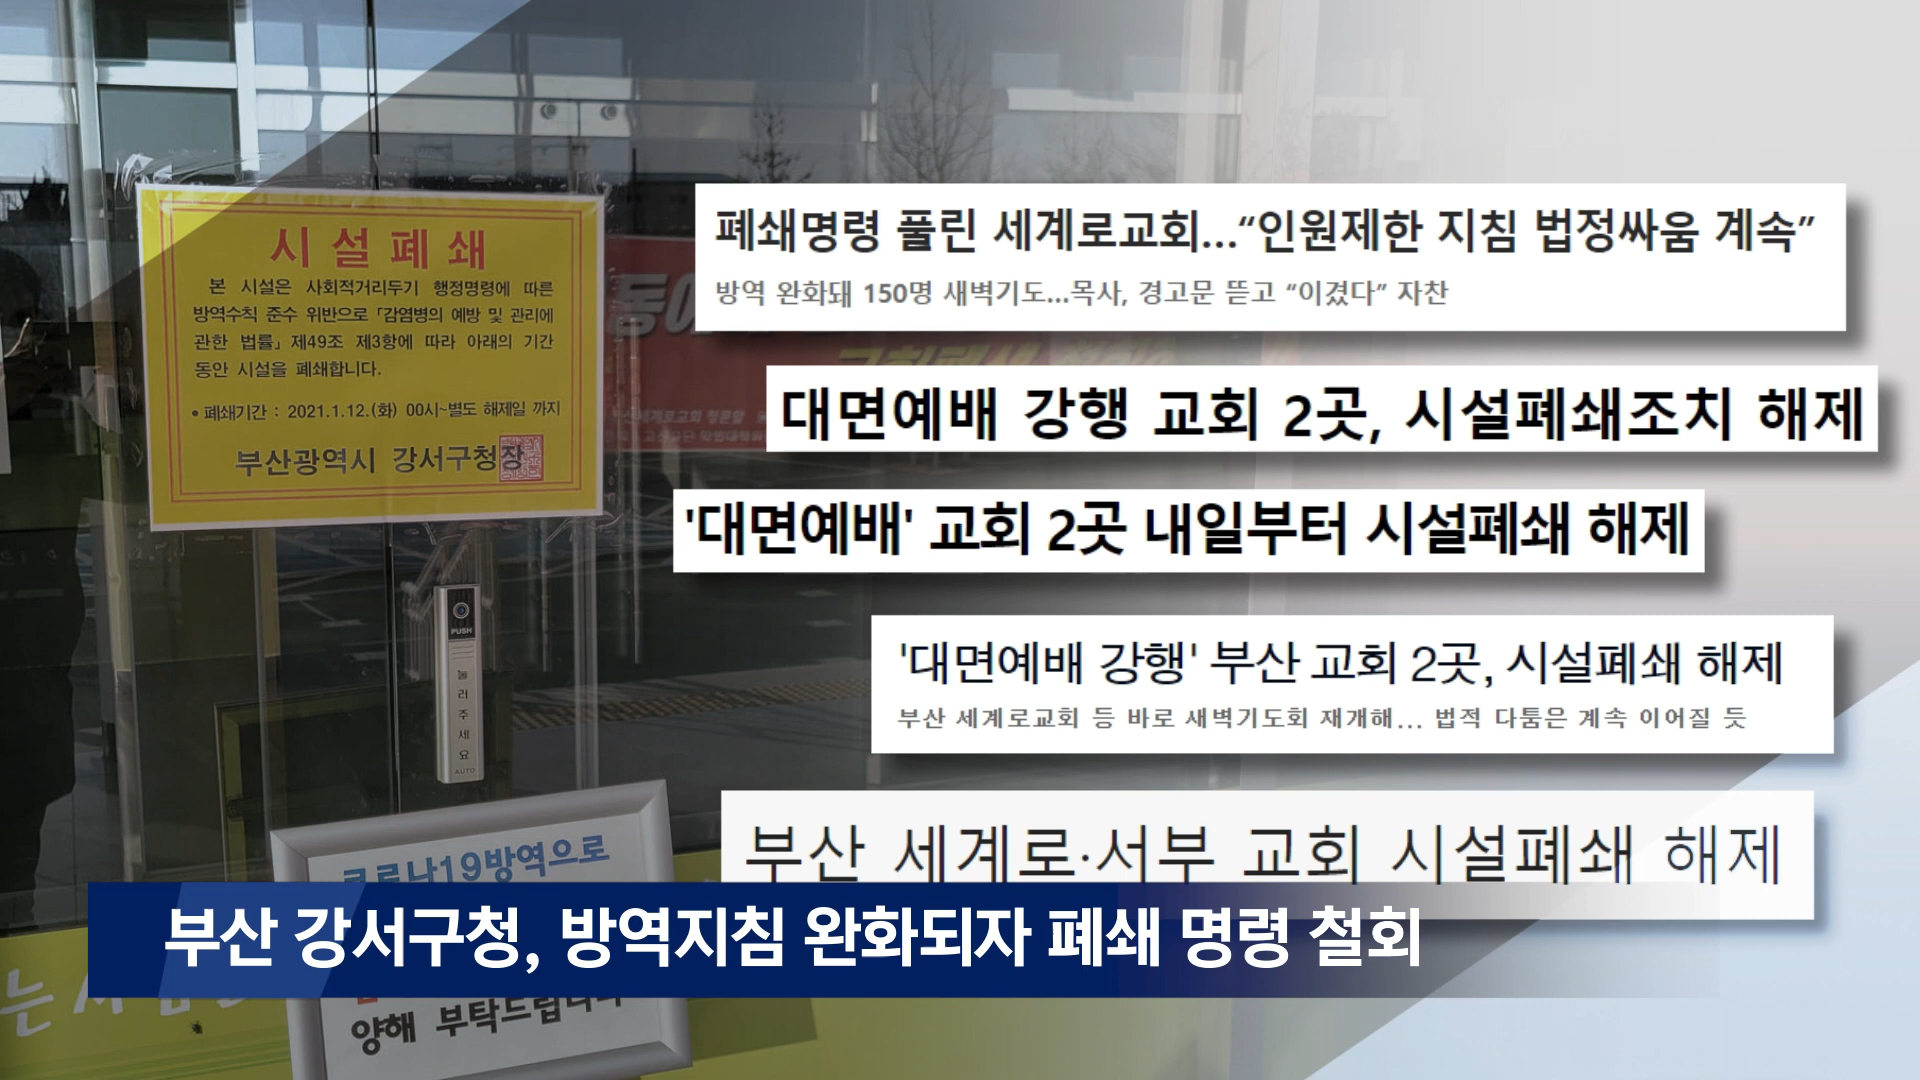 시설폐쇄
본 시설은 사회적거리두기 행정명령에 따른
방역수칙 준수 위반으로 「감염병의 예방 및 관리에
관한 법률」 제49조 제3항에 따라 아래의 기간
동안 시설을 폐쇄합니다.
• 폐쇄기간 : 2021.1.12.(화) 00시~별도 해제일 까지
부산광역시 강서구청장
폐쇄명령 풀린 세계로교회...“인원제한 지침 법정싸움 계속”
방역 완화돼 150명 새벽기도...목사, 경고문 뜯고 “이겼다” 자찬
대면예배 강행 교회 2곳, 시설폐쇄조치 해제
'대면예배' 교회 2곳 내일부터 시설폐쇄 해제
'대면예배 강행' 부산 교회 2곳, 시설폐쇄 해제
부산 세계로교회 등 바로 새벽기도회 재개해... 법적 다툼은 계속 이어질 듯
부산 세계로·서부 교회 시설폐쇄 해제
PUSH
눌러주세요
AUTO
코로나19방역으로
양해 부탁드립니다
부산 강서구청, 방역지침 완화되자 폐쇄 명령 철회